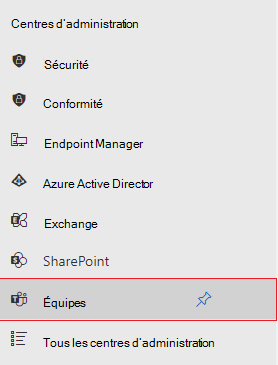 Centres d'administration
Sécurité
Conformité
Endpoint Manager
Azure Active Director
Exchange
SharePoint
Équipes
Tous les centres d'administration